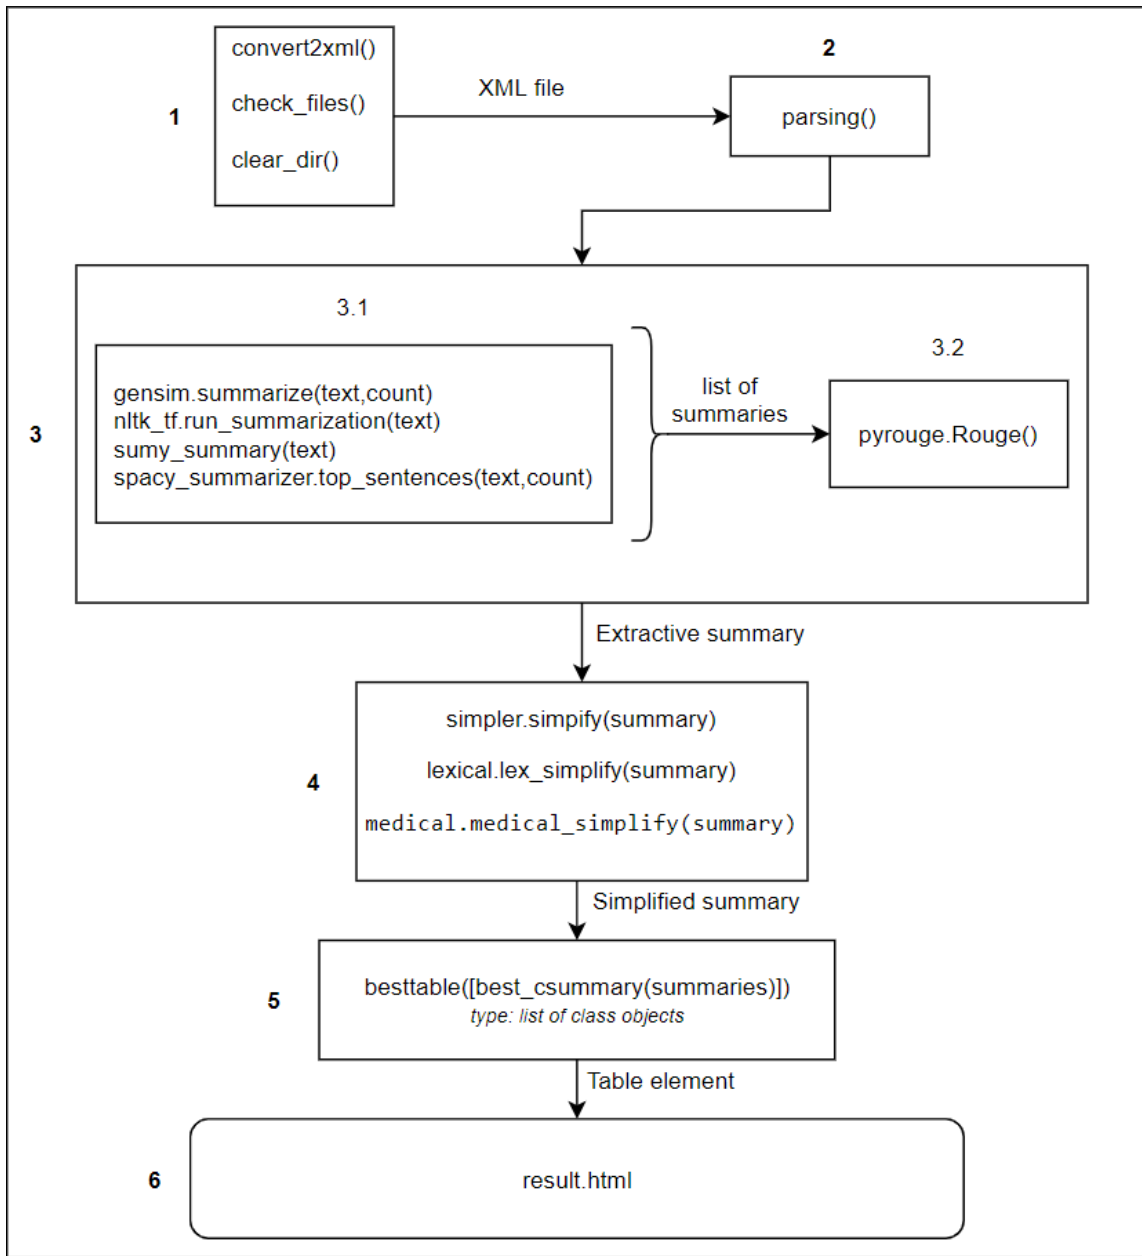 convert2xml()
check_files()
clear_dir()
1
XML file
2
parsing()
3
3.1
gensim.summarize(text,count)
nltk_tf.run_summarization(text)
sumy_summary(text)
spacy_summarizer.top_sentences(text,count)
list of
summaries
3.2
pyrouge.Rouge()
Extractive summary
4
simpler.simpify(summary)
lexical.lex_simplify(summary)
medical.medical_simplify(summary)
Simplified summary
5
besttable([best_csummary(summaries)])
type: list of class objects
Table element
6
result.html